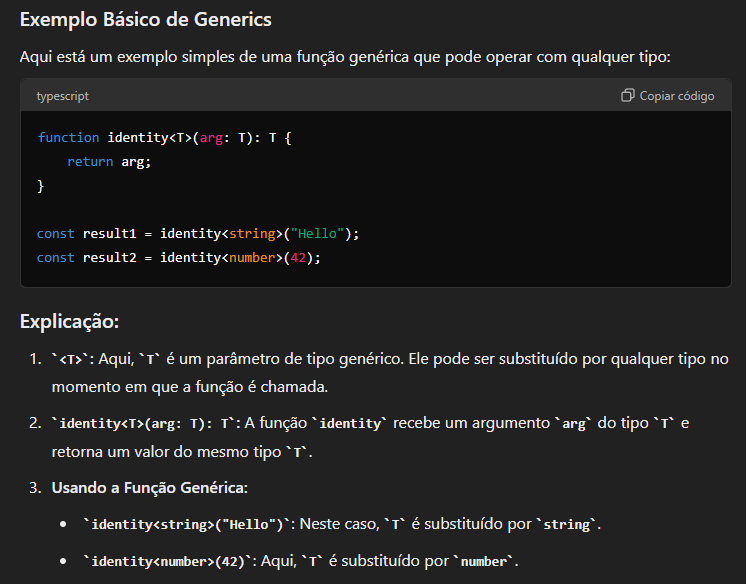 Exemplo Básico de Generics
Aqui está um exemplo simples de uma função genérica que pode operar com qualquer tipo:
typescript
Copiar código
function identity<T>(arg: T): T {
    return arg;
}
const result1 = identity<string>("Hello");
const result2 = identity<number>(42);
Explicação:
1. `<T>`: Aqui, `T` é um parâmetro de tipo genérico. Ele pode ser substituído por qualquer tipo no
momento em que a função é chamada.
2. `identity<T>(arg: T): T`: A função `identity` recebe um argumento `arg` do tipo `T` e
retorna um valor do mesmo tipo `T`.
3. Usando a Função Genérica:
• `identity<string>("Hello")`: Neste caso, `T` é substituído por `string`.
• `identity<number>(42)`: Aqui, `T` é substituído por `number`.